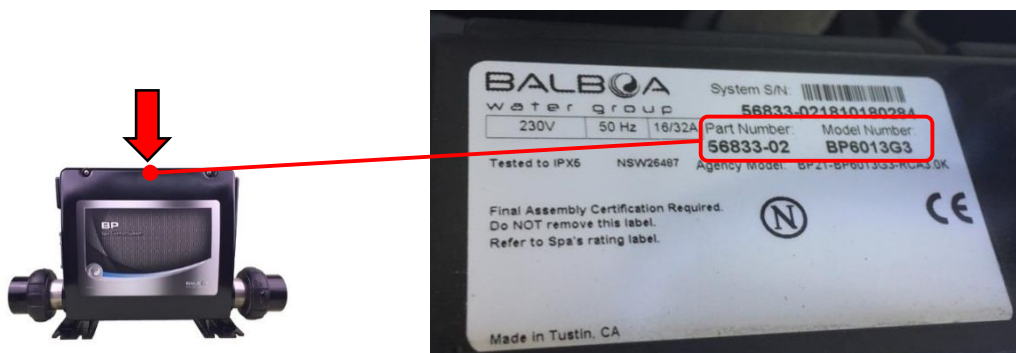 BP
BALBOA
water group
System S/N:
56833-021810180284
230V 50 Hz 16/32A
Part Number: Model Number:
56833-02 BP6013G3
Tested to IPX5 NSW26487 Agency Model: BP21-BP6013G3-RCA3.0K
Final Assembly Certification Required.
Do NOT remove this label.
Refer to Spa's rating label.
N
CE
Made in Tustin, CA